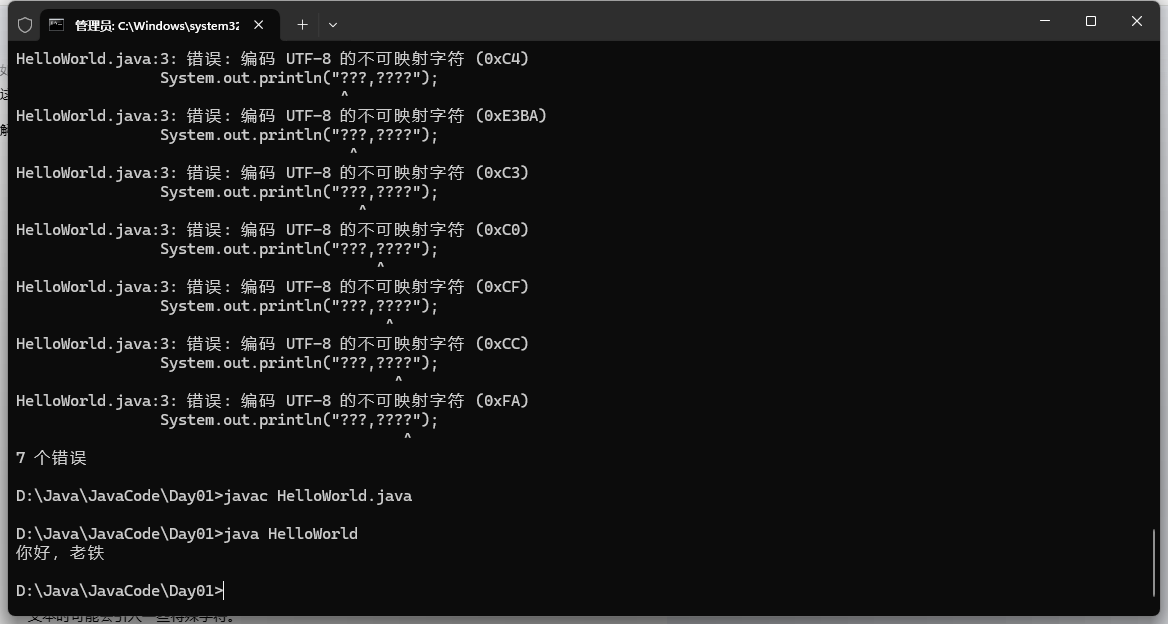 管理员: C:\Windows\system32
HelloWorld.java:3: 错误: 编码 UTF-8 的不可映射字符 (0xC4)
System.out.println("???,????");
^
HelloWorld.java:3: 错误: 编码 UTF-8 的不可映射字符 (0xE3BA)
System.out.println("???,????");
^
HelloWorld.java:3: 错误: 编码 UTF-8 的不可映射字符 (0xC3)
System.out.println("???,????");
^
HelloWorld.java:3: 错误: 编码 UTF-8 的不可映射字符 (0xC0)
System.out.println("???,????");
^
HelloWorld.java:3: 错误: 编码 UTF-8 的不可映射字符 (0xCF)
System.out.println("???,????");
^
HelloWorld.java:3: 错误: 编码 UTF-8 的不可映射字符 (0xCC)
System.out.println("???,????");
^
HelloWorld.java:3: 错误: 编码 UTF-8 的不可映射字符 (0xFA)
System.out.println("???,????");
^
7 个错误
D:\Java\JavaCode\Day01>javac HelloWorld.java
D:\Java\JavaCode\Day01>java HelloWorld
你好, 老铁
D:\Java\JavaCode\Day01>